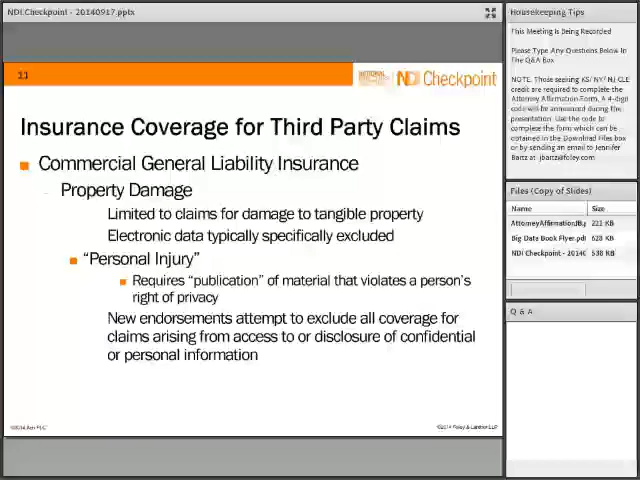 NDI.Checkpoint - 20140917.pptx
11
NDI Checkpoint
Insurance Coverage for Third Party Claims
Commercial General Liability Insurance
Property Damage
Limited to claims for damage to tangible property
Electronic data typically specifically excluded
“Personal Injury”
Requires “publication” of material that violates a person’s
right of privacy
New endorsements attempt to exclude all coverage for
claims arising from access to or disclosure of confidential
or personal information
©2014 Foley & Lardner LLP
Housekeeping Tips
This Meeting Is Being Recorded
Please Type Any Questions Below In
The Q&A Box
NOTE: Those seeking KS/ NY/ NJ CLE
credit are required to complete the
Attorney Affirmation Form. A 4-digit
code will be announced during the
presentation. Use the code to
complete the form which can be
obtained in the Download Files box
or by sending an email to Jennifer
Bartz at jbartz@foley.com
Files (Copy of Slides)
Name Size
221 KB
Big Data Book Flyer.pdf 628 KB
NDI Checkpoint - 2014 538 KB
Q & A